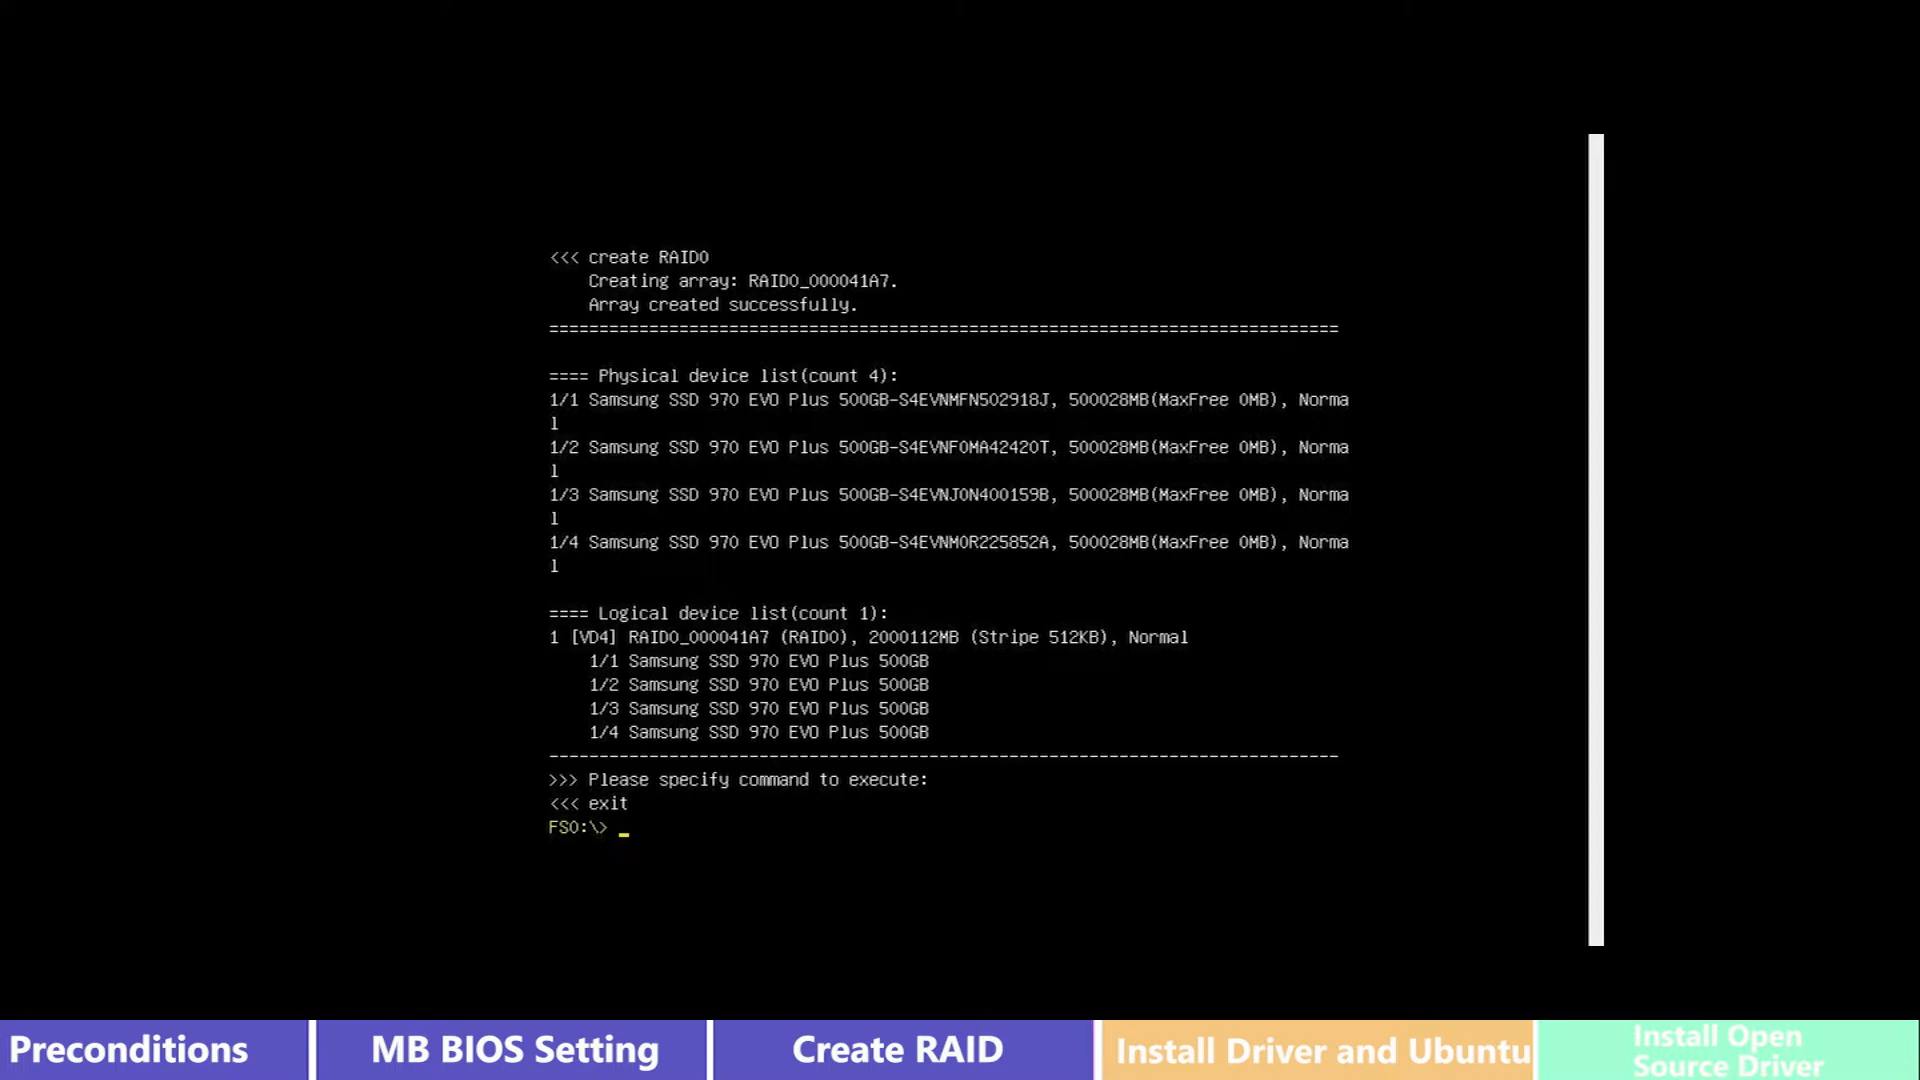 <<< create RAID0
Creating array: RAID0_000041A7.
Array created successfully.
===============================================================================
==== Physical device list(count 4):
1/1 Samsung SSD 970 EVO Plus 500GB-S4EVNMFN502918J, 500028MB(MaxFree 0MB), Norma
l
1/2 Samsung SSD 970 EVO Plus 500GB-S4EVNF0MA42420T, 500028MB(MaxFree 0MB), Norma
l
1/3 Samsung SSD 970 EVO Plus 500GB-S4EVNJ0N400159B, 500028MB(MaxFree 0MB), Norma
l
1/4 Samsung SSD 970 EVO Plus 500GB-S4EVNM0R225852A, 500028MB(MaxFree 0MB), Norma
l
==== Logical device list(count 1):
1 [VD4] RAID0_000041A7 (RAID0), 2000112MB (Stripe 512KB), Normal
1/1 Samsung SSD 970 EVO Plus 500GB
1/2 Samsung SSD 970 EVO Plus 500GB
1/3 Samsung SSD 970 EVO Plus 500GB
1/4 Samsung SSD 970 EVO Plus 500GB
-------------------------------------------------------------------------------
>>> Please specify command to execute:
<<< exit
FS0:\> _
Preconditions
MB BIOS Setting
Create RAID
Install Driver and Ubuntu
Install Open
Source Driver